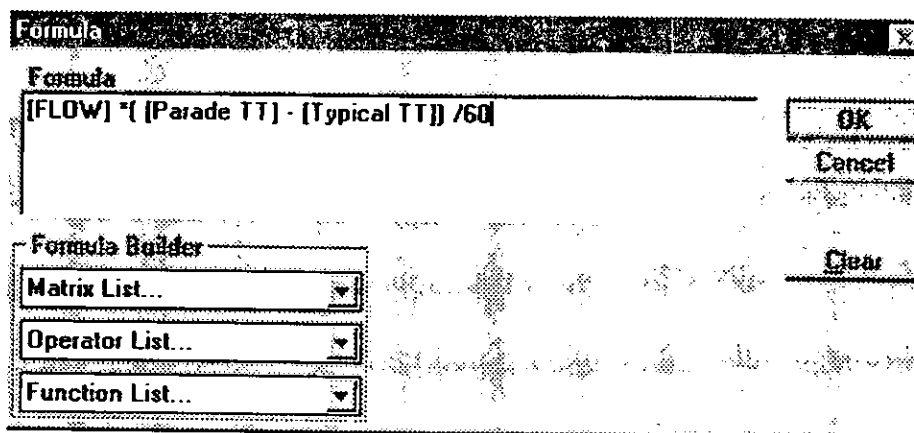 Formula
Formula
[FLOW] *( [Parade TT] - [Typical TT]) /60
OK
Cancel
Formula Builder
Clear
Matrix List...
Operator List...
Function List...